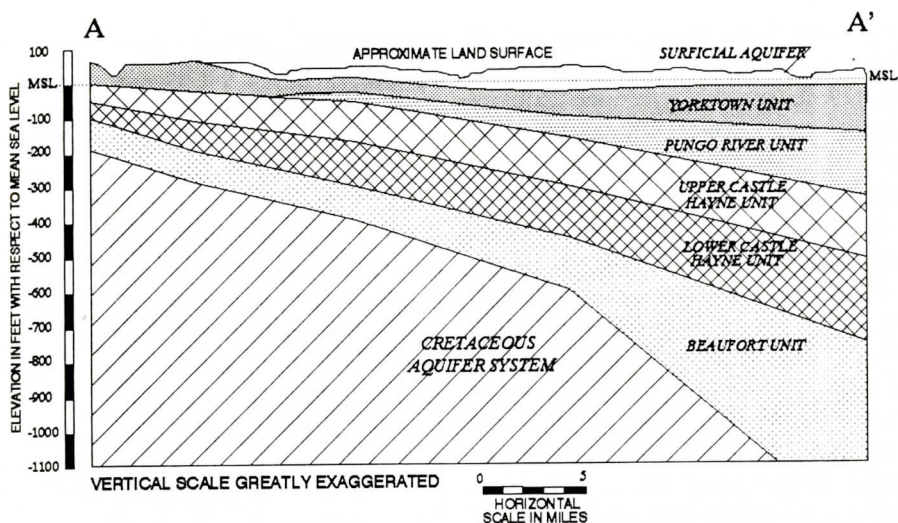 A
A'
APPROXIMATE LAND SURFACE
SURFICIAL AQUIFER
ELEVATION IN FEET WITH RESPECT TO MEAN SEA LEVEL
100
MSL
-100
-200
-300
-400
-500
-600
-700
-800
-900
-1000
-1100
MSL
YORKTOWN UNIT
PUNGO RIVER UNIT
UPPER CASTLE
HAYNE UNIT
LOWER CASTLE
HAYNE UNIT
BEAUFORT UNIT
CRETACEOUS
AQUIFER SYSTEM
VERTICAL SCALE GREATLY EXAGGERATED
0 5
HORIZONTAL
SCALE IN MILES